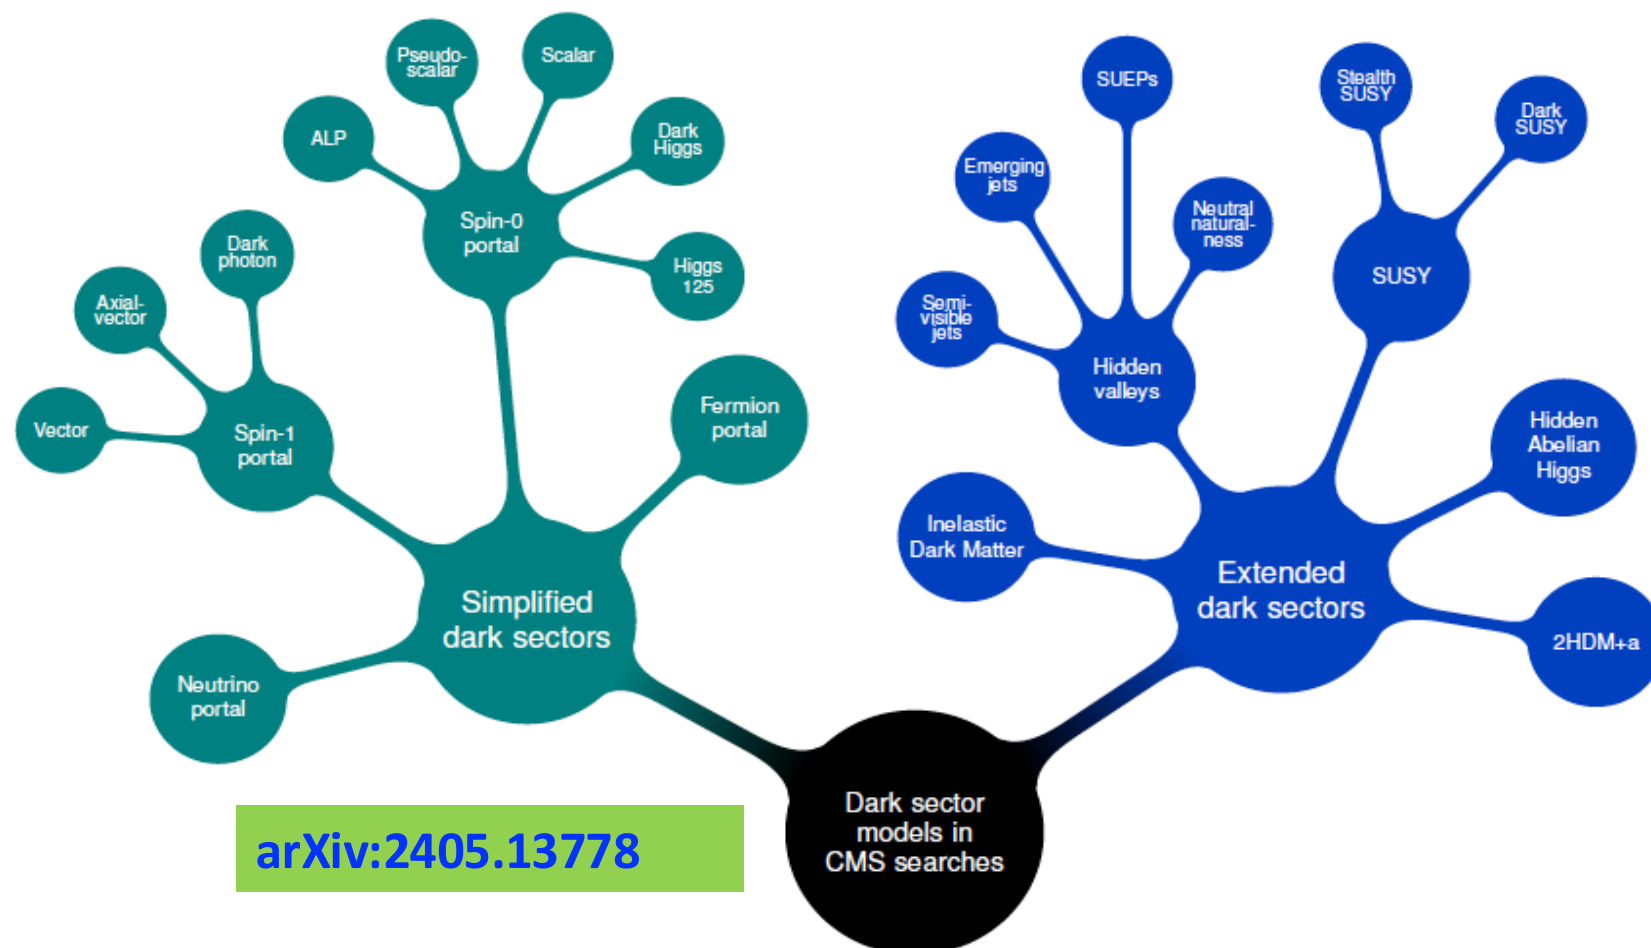 Pseudo-
scalar
Scalar
ALP
Dark
Higgs
Spin-0
portal
Higgs
125
Dark
photon
Axial-
vector
Vector
Spin-1
portal
Fermion
portal
Simplified
dark sectors
Neutrino
portal
SUEPs
Stealth
SUSY
Dark
SUSY
Emerging
jets
Neutral
natural-
ness
SUSY
Semi-
visible
jets
Hidden
valleys
Hidden
Abelian
Higgs
Inelastic
Dark Matter
Extended
dark sectors
2HDM+a
Dark sector
models in
CMS searches
arXiv:2405.13778